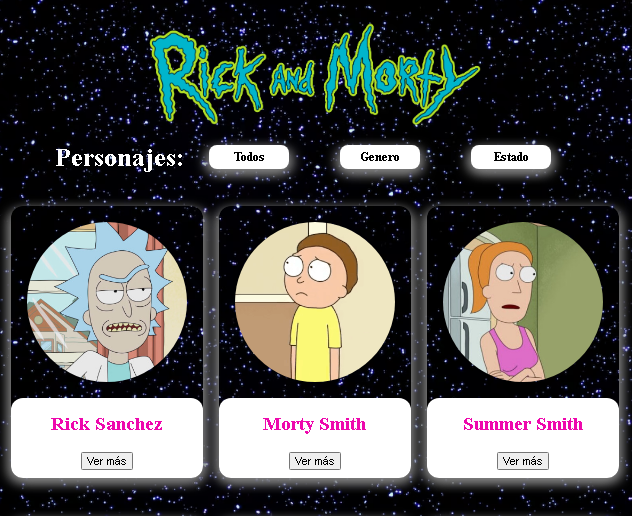 Rick and Morty
Personajes: Todos Genero Estado
Rick Sanchez Morty Smith Summer Smith
Ver más Ver más Ver más